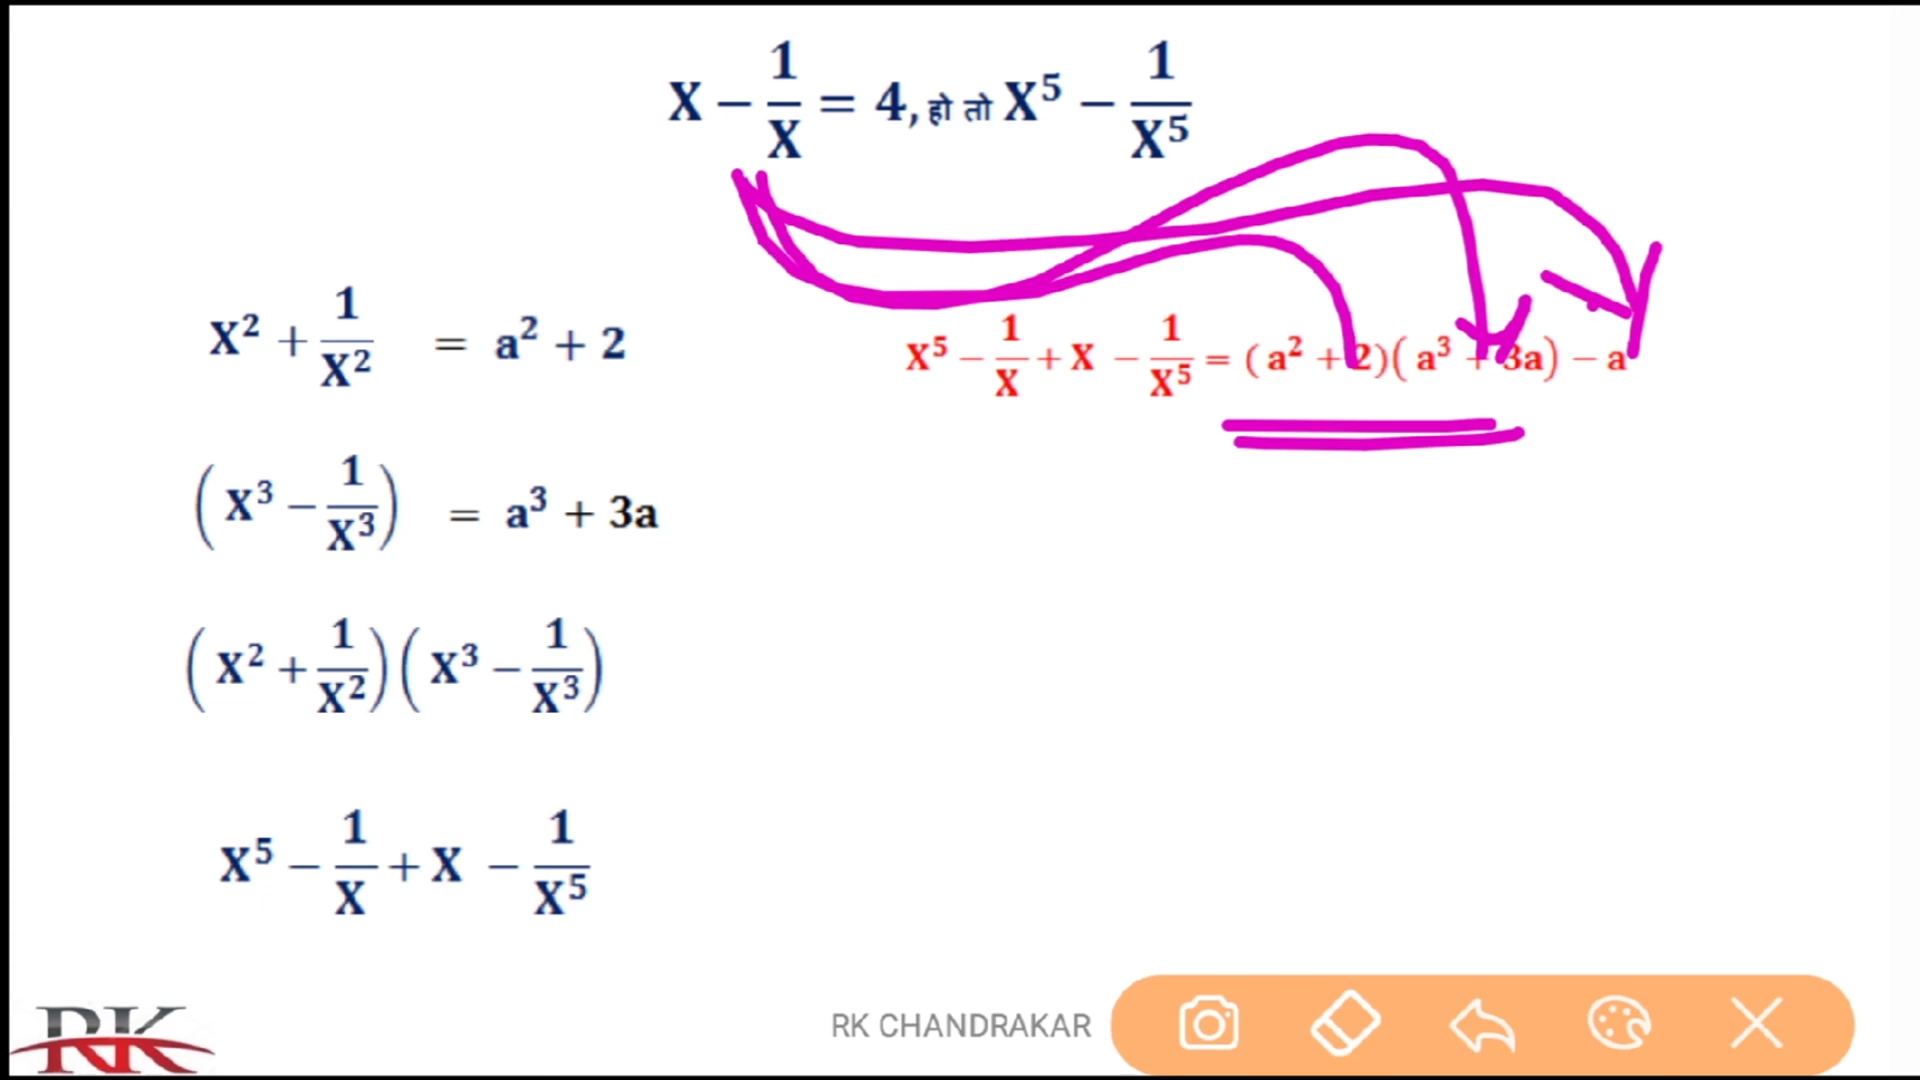 X − 1/X = 4, हो तो X⁵ − 1/X⁵
X² + 1/X² = a² + 2
X⁵ − 1/X + X − 1/X⁵ = (a² + 2)(a³ + 3a) − a
(X³ − 1/X³) = a³ + 3a
(X² + 1/X²)(X³ − 1/X³)
X⁵ − 1/X + X − 1/X⁵
RK
RK CHANDRAKAR